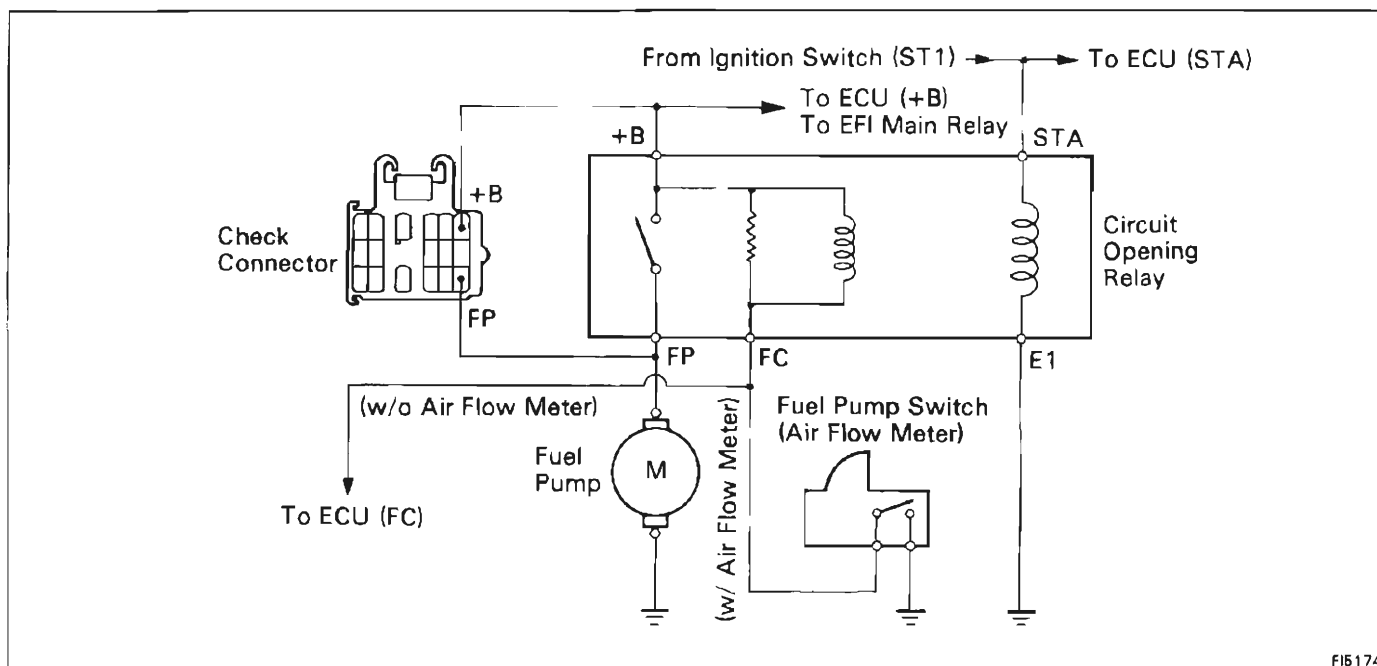 From Ignition Switch (ST1)
To ECU (STA)
To ECU (+B)
To EFI Main Relay
+B
STA
+B
Check
Connector
Circuit
Opening
Relay
FP
FP
FC
E1
(w/o Air Flow Meter)
(w/ Air Flow Meter)
Fuel Pump Switch
(Air Flow Meter)
Fuel
Pump
M
To ECU (FC)
FI5174